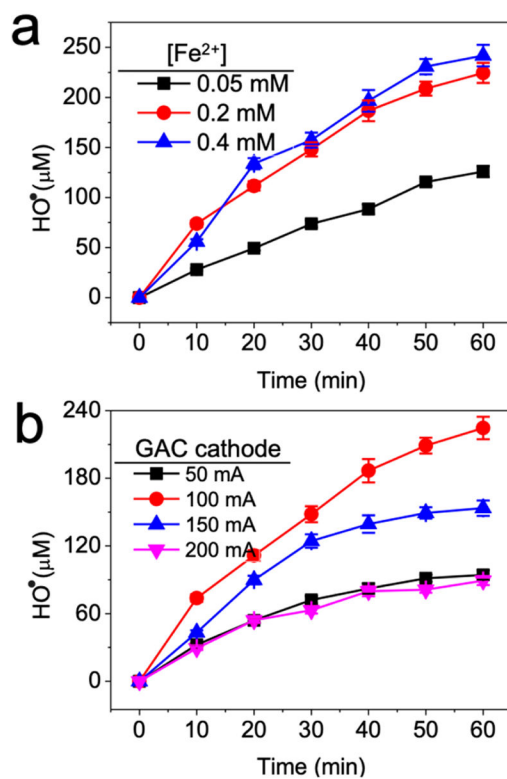 a
[Fe²⁺]
0.05 mM
0.2 mM
0.4 mM
250
200
150
100
50
0
HO•(μM)
0 10 20 30 40 50 60
Time (min)
b
GAC cathode
50 mA
100 mA
150 mA
200 mA
240
180
120
60
0
HO•(μM)
0 10 20 30 40 50 60
Time (min)